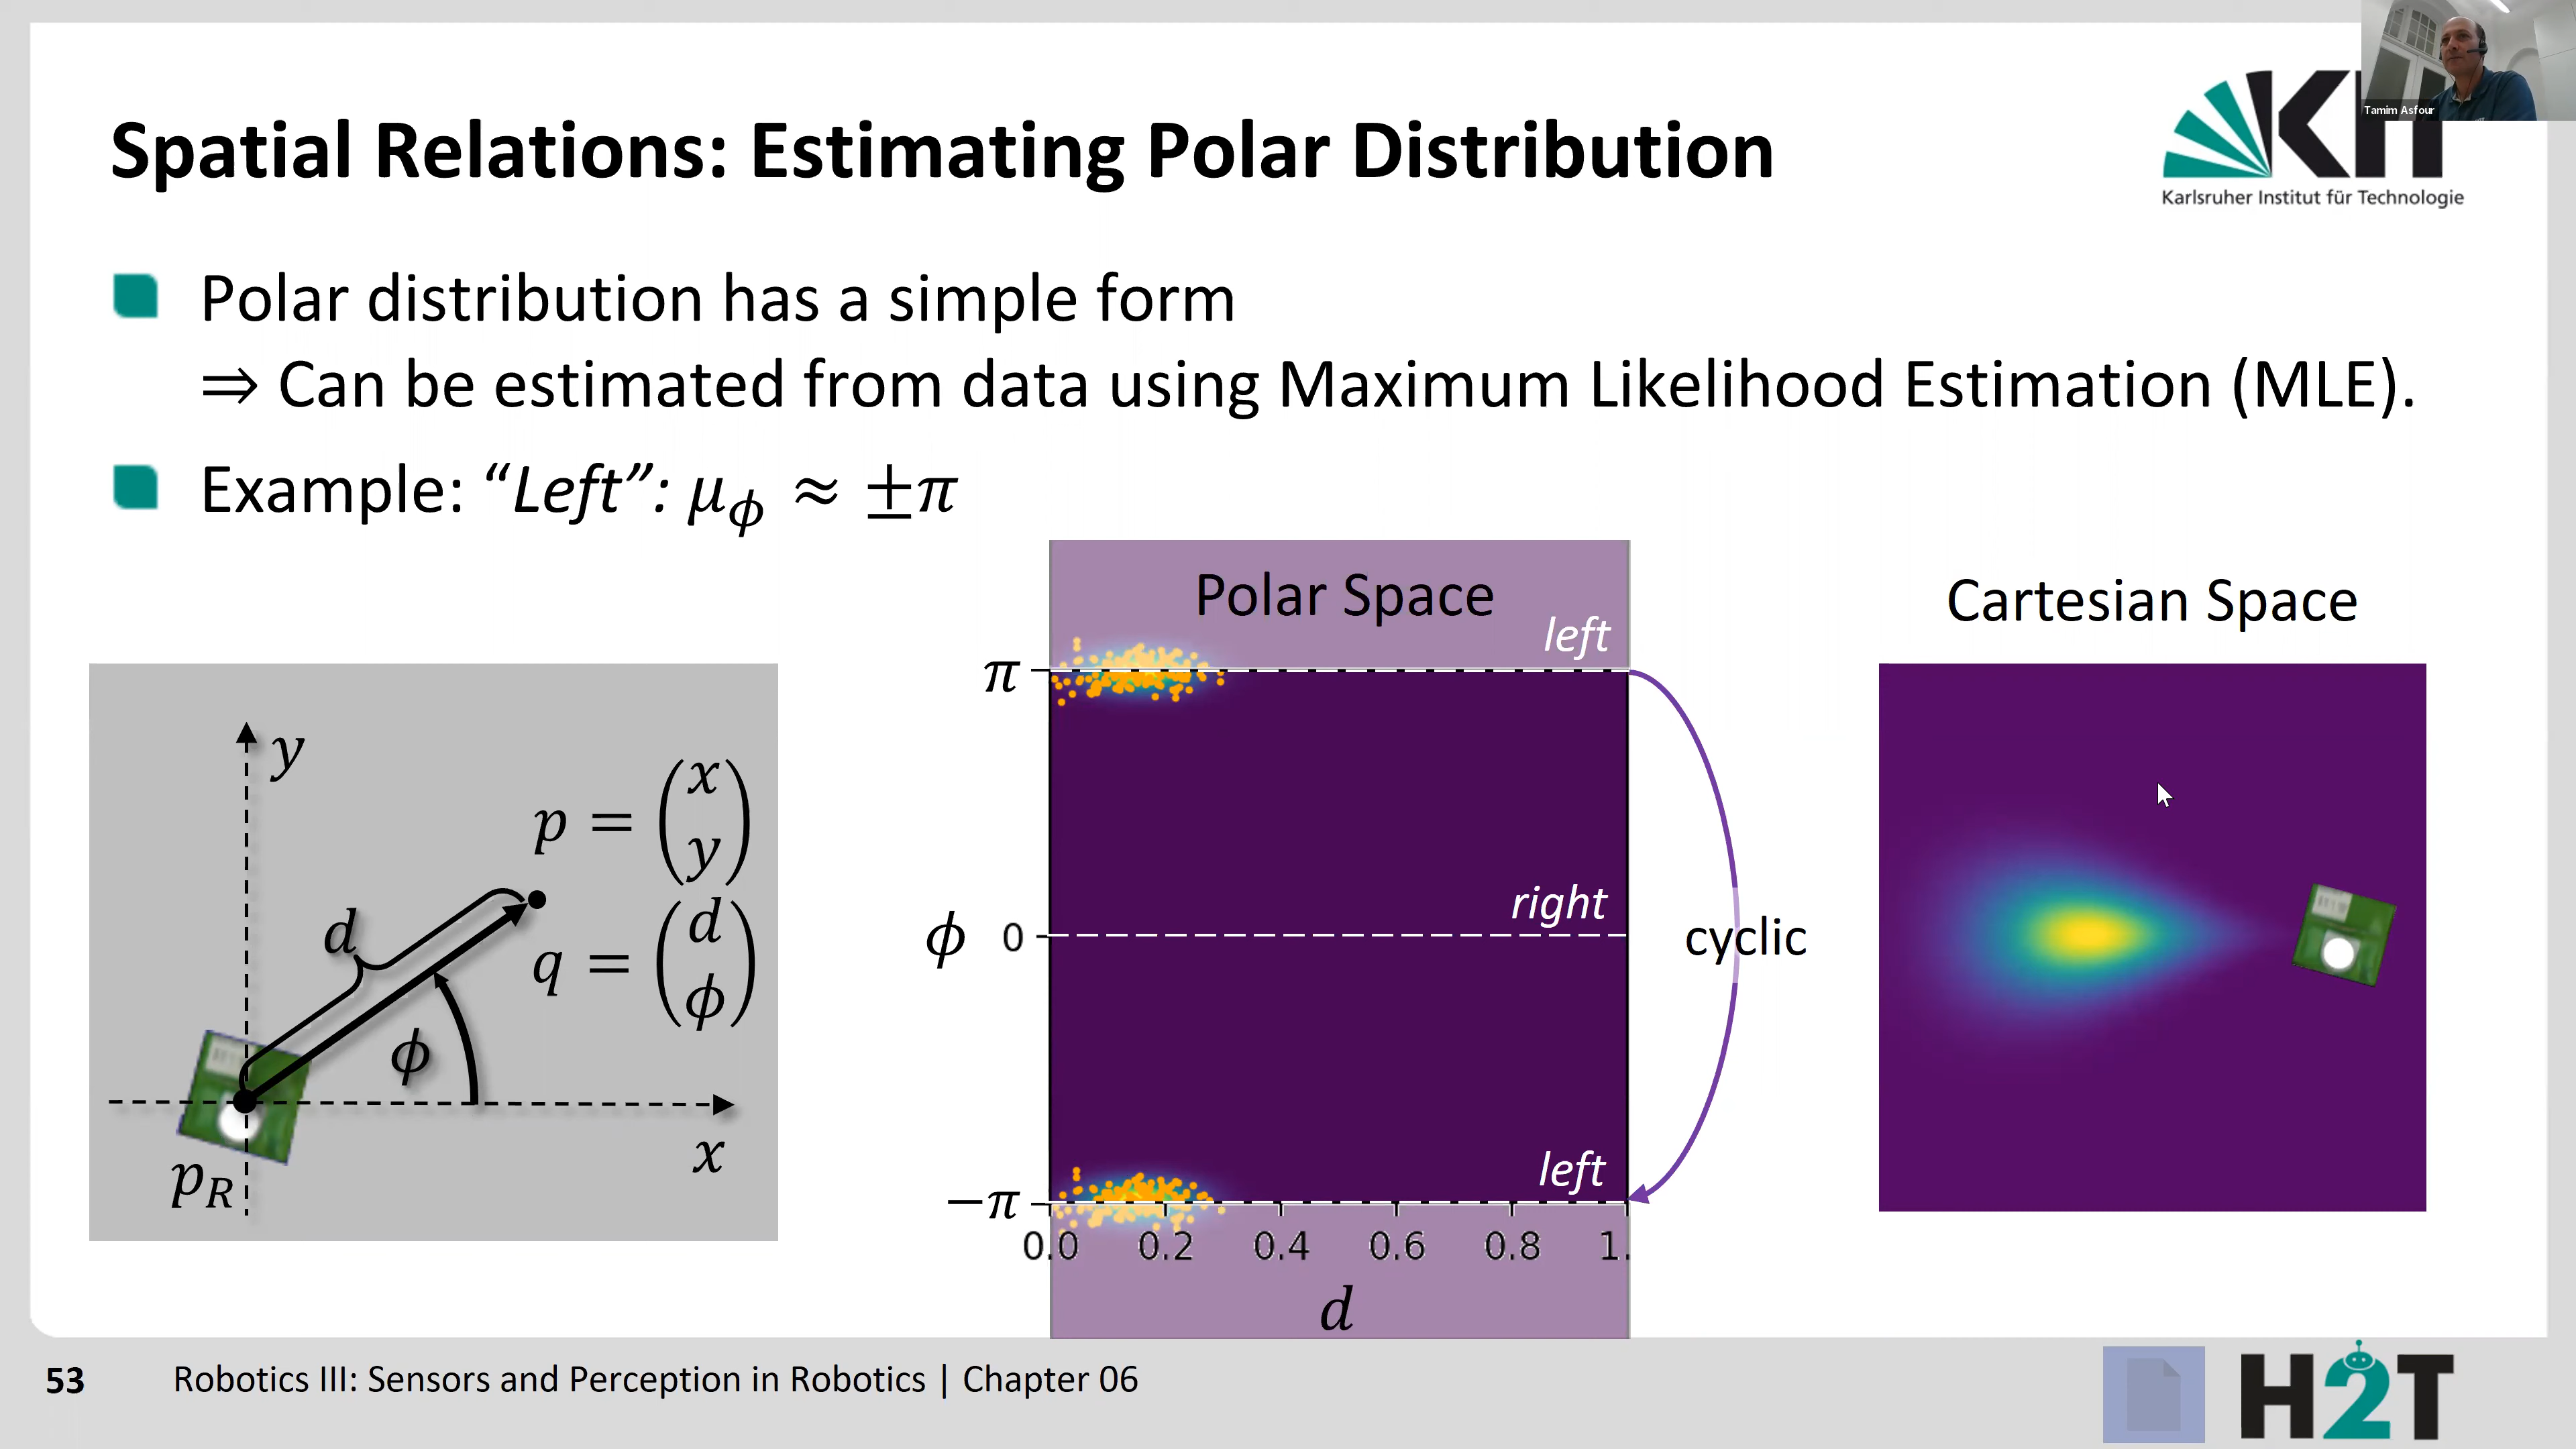 Tamim Asfour
KIT
Karlsruher Institut für Technologie
Spatial Relations: Estimating Polar Distribution
Polar distribution has a simple form
⇒ Can be estimated from data using Maximum Likelihood Estimation (MLE).
Example: “Left”: μ_ϕ ≈ ±π
y
p = (x y)
q = (d ϕ)
d
ϕ
x
p_R
Polar Space
left
π
right
ϕ 0
cyclic
left
−π
0.0 0.2 0.4 0.6 0.8 1.
d
Cartesian Space
53 Robotics III: Sensors and Perception in Robotics | Chapter 06
H2T